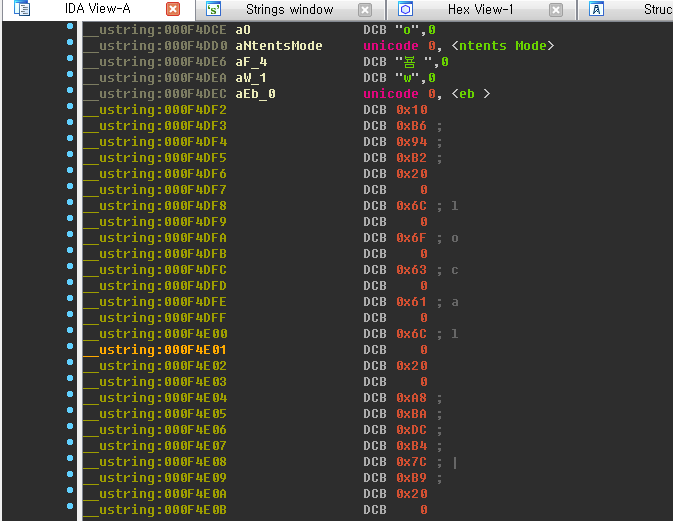 IDA View-A Strings window Hex View-1 Struc
__ustring:000F4DCE aO DCB "o",0
__ustring:000F4DD0 aNtentsMode unicode 0, <ntents Mode>
__ustring:000F4DE6 aF_4 DCB "픔 ",0
__ustring:000F4DEA aW_1 DCB "w",0
__ustring:000F4DEC aEb_0 unicode 0, <eb >
__ustring:000F4DF2 DCB 0x10
__ustring:000F4DF3 DCB 0xB6 ;
__ustring:000F4DF4 DCB 0x94 ;
__ustring:000F4DF5 DCB 0xB2 ;
__ustring:000F4DF6 DCB 0x20
__ustring:000F4DF7 DCB 0
__ustring:000F4DF8 DCB 0x6C ; l
__ustring:000F4DF9 DCB 0
__ustring:000F4DFA DCB 0x6F ; o
__ustring:000F4DFB DCB 0
__ustring:000F4DFC DCB 0x63 ; c
__ustring:000F4DFD DCB 0
__ustring:000F4DFE DCB 0x61 ; a
__ustring:000F4DFF DCB 0
__ustring:000F4E00 DCB 0x6C ; l
__ustring:000F4E01 DCB 0
__ustring:000F4E02 DCB 0x20
__ustring:000F4E03 DCB 0
__ustring:000F4E04 DCB 0xA8 ;
__ustring:000F4E05 DCB 0xBA ;
__ustring:000F4E06 DCB 0xDC ;
__ustring:000F4E07 DCB 0xB4 ;
__ustring:000F4E08 DCB 0x7C ; |
__ustring:000F4E09 DCB 0xB9 ;
__ustring:000F4E0A DCB 0x20
__ustring:000F4E0B DCB 0